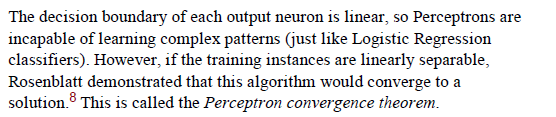 The decision boundary of each output neuron is linear, so Perceptrons are
incapable of learning complex patterns (just like Logistic Regression
classifiers). However, if the training instances are linearly separable,
Rosenblatt demonstrated that this algorithm would converge to a
solution.8 This is called the Perceptron convergence theorem.